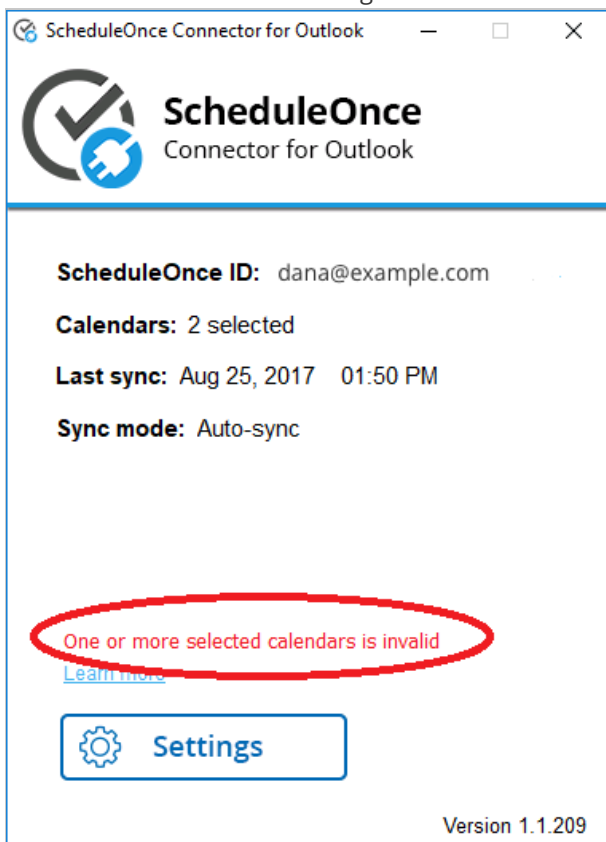 ScheduleOnce Connector for Outlook
ScheduleOnce
Connector for Outlook
ScheduleOnce ID: dana@example.com
Calendars: 2 selected
Last sync: Aug 25, 2017 01:50 PM
Sync mode: Auto-sync
One or more selected calendars is invalid
Learn more
Settings
Version 1.1.209